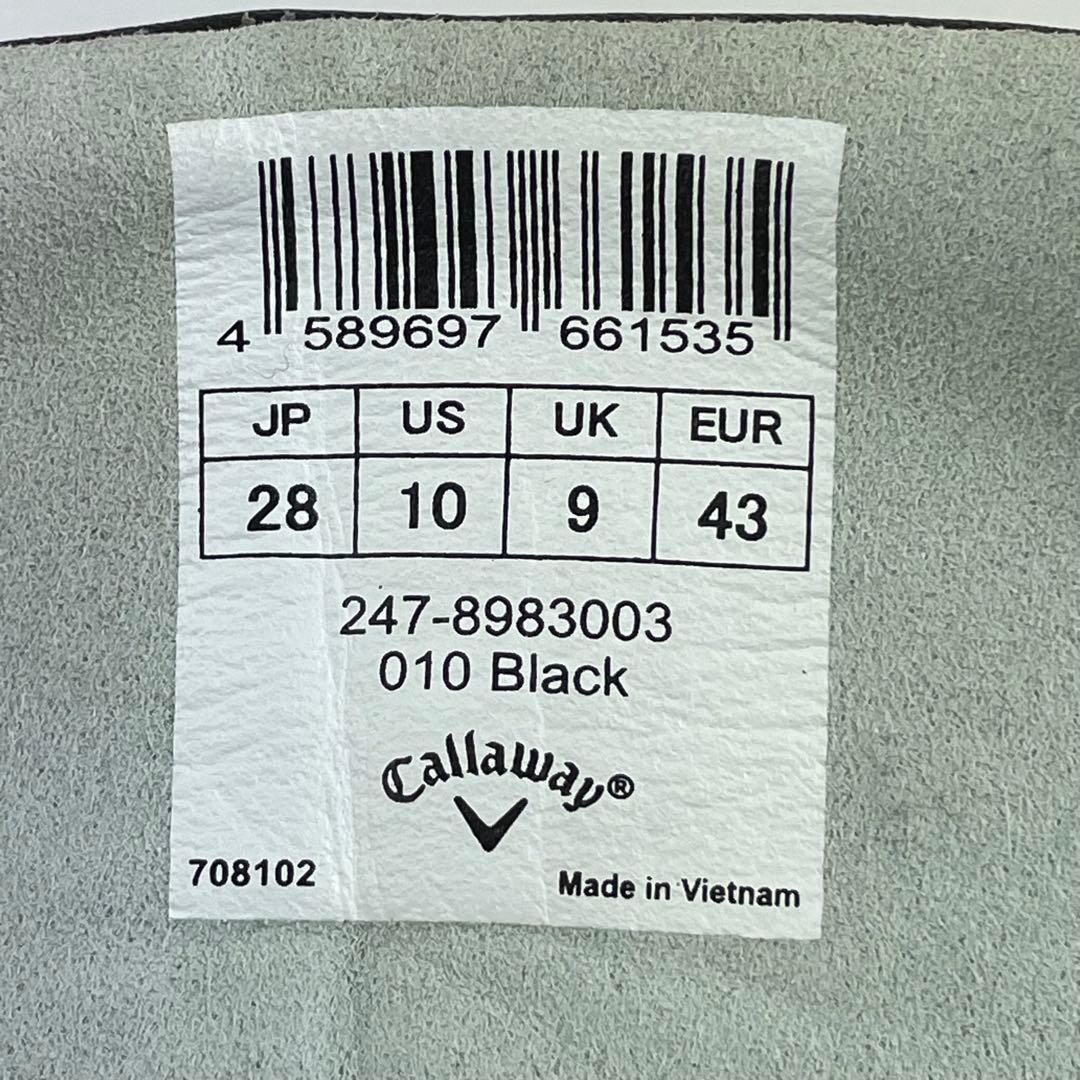 4 589697 661535
JP US UK EUR
28 10 9 43
247-8983003
010 Black
Callaway®
708102
Made in Vietnam